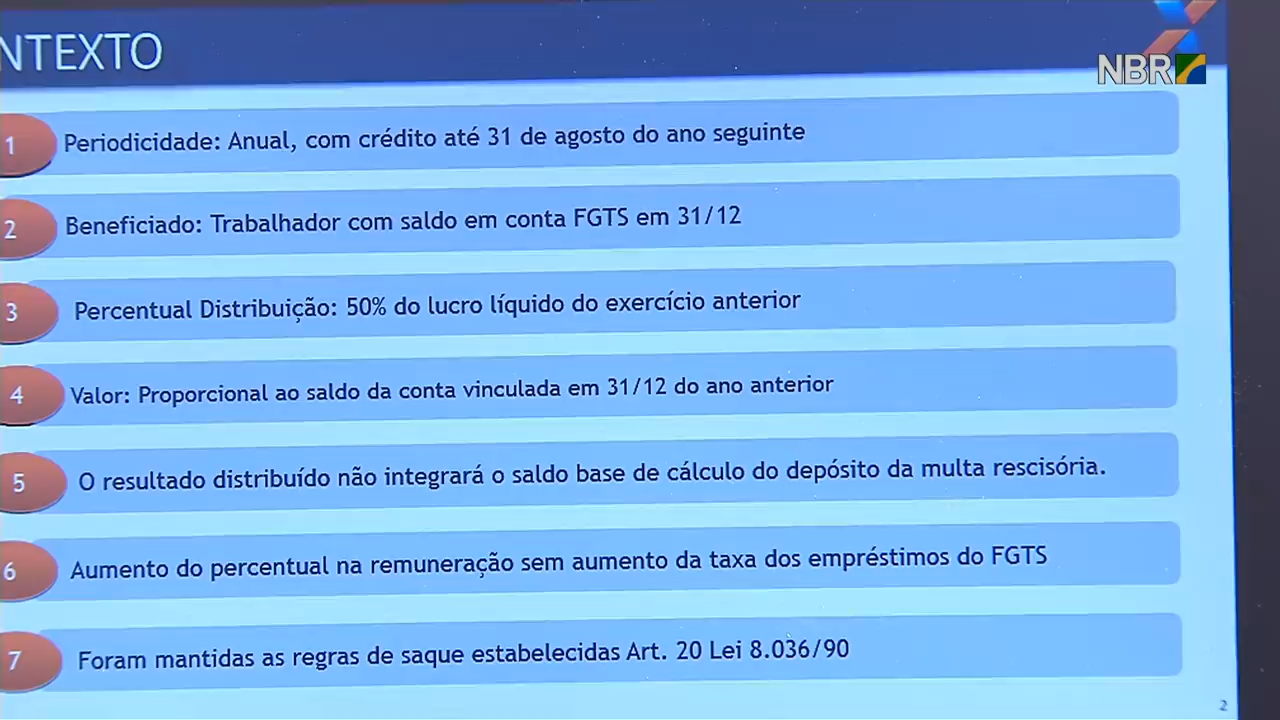 NTEXTO
NBR
1 Periodicidade: Anual, com crédito até 31 de agosto do ano seguinte
2 Beneficiado: Trabalhador com saldo em conta FGTS em 31/12
3 Percentual Distribuição: 50% do lucro líquido do exercício anterior
4 Valor: Proporcional ao saldo da conta vinculada em 31/12 do ano anterior
5 O resultado distribuído não integrará o saldo base de cálculo do depósito da multa rescisória.
6 Aumento do percentual na remuneração sem aumento da taxa dos empréstimos do FGTS
7 Foram mantidas as regras de saque estabelecidas Art. 20 Lei 8.036/90
2